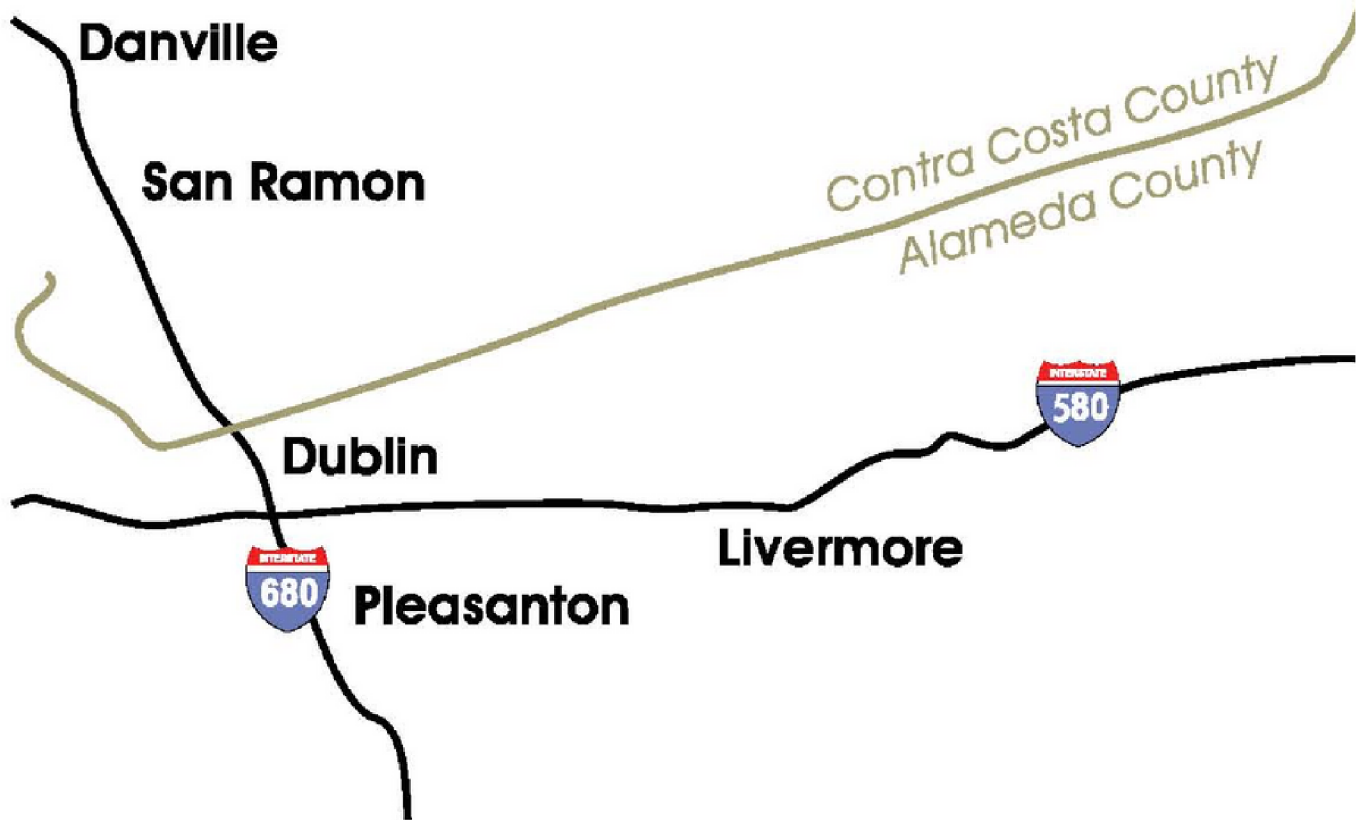 Danville
San Ramon
Contra Costa County
Alameda County
INTERSTATE
580
Dublin
Livermore
INTERSTATE
680
Pleasanton